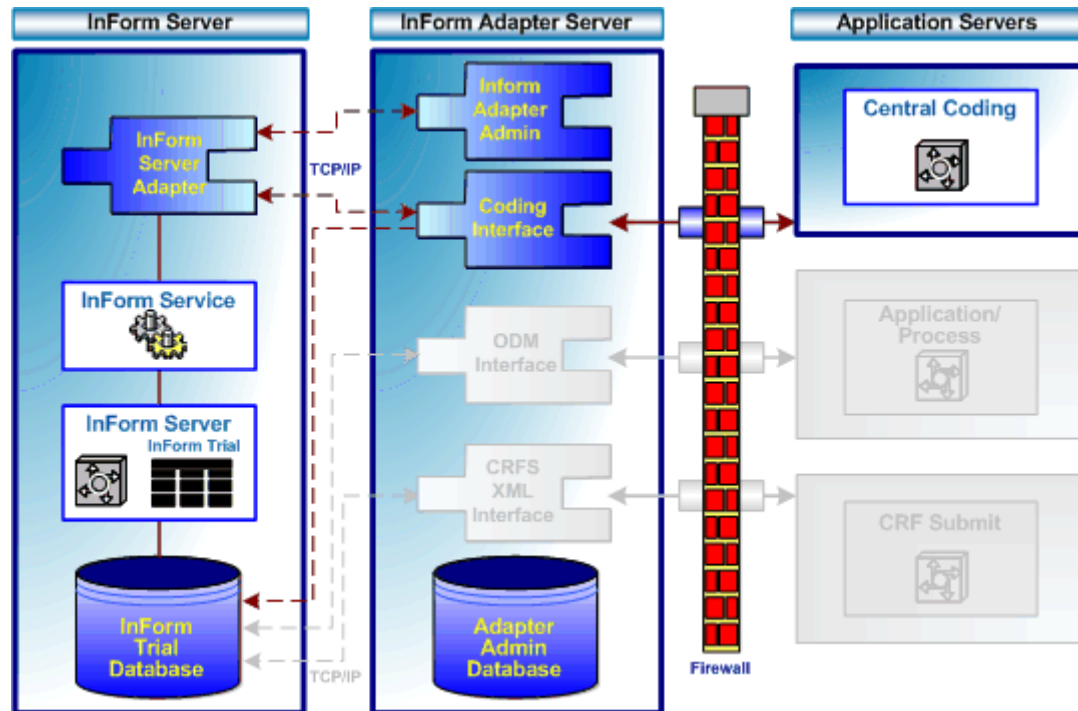 InForm Server
InForm Adapter Server
Application Servers
InForm
Server
Adapter
TCP/IP
InForm Service
InForm Server
InForm Trial
InForm
Trial
Database
TCP/IP
Inform
Adapter
Admin
Coding
Interface
ODM
Interface
CRFS
XML
Interface
Adapter
Admin
Database
Firewall
Central Coding
Application/
Process
CRF Submit